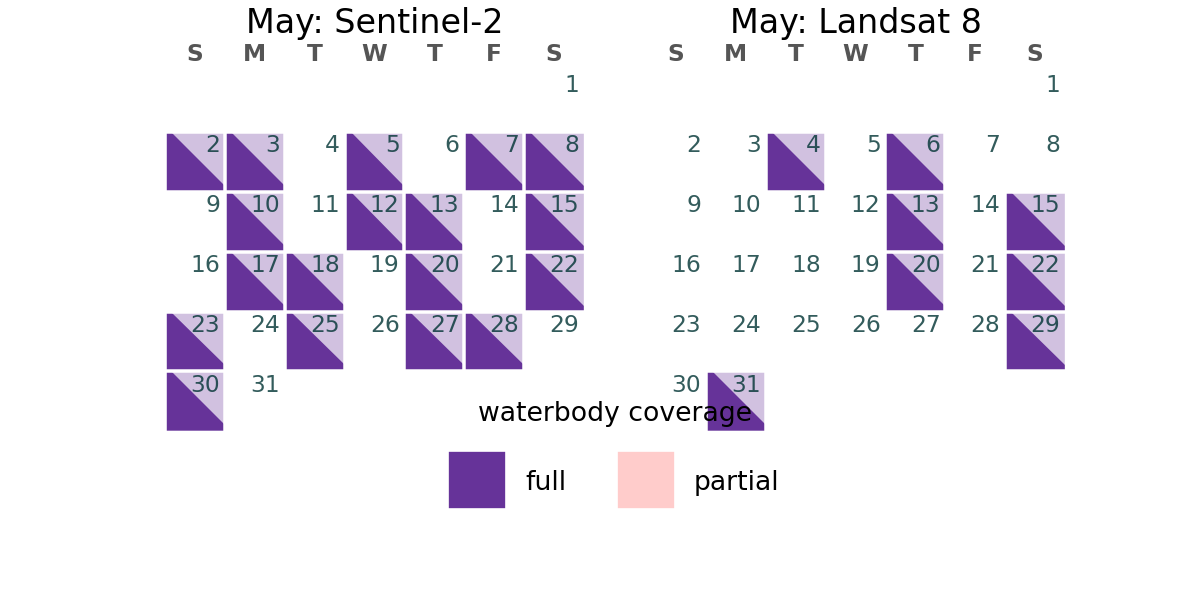 May: Sentinel-2
S M T W T F S
1
2 3 4 5 6 7 8
9 10 11 12 13 14 15
16 17 18 19 20 21 22
23 24 25 26 27 28 29
30 31
May: Landsat 8
S M T W T F S
1
2 3 4 5 6 7 8
9 10 11 12 13 14 15
16 17 18 19 20 21 22
23 24 25 26 27 28 29
30 31
waterbody coverage
full partial